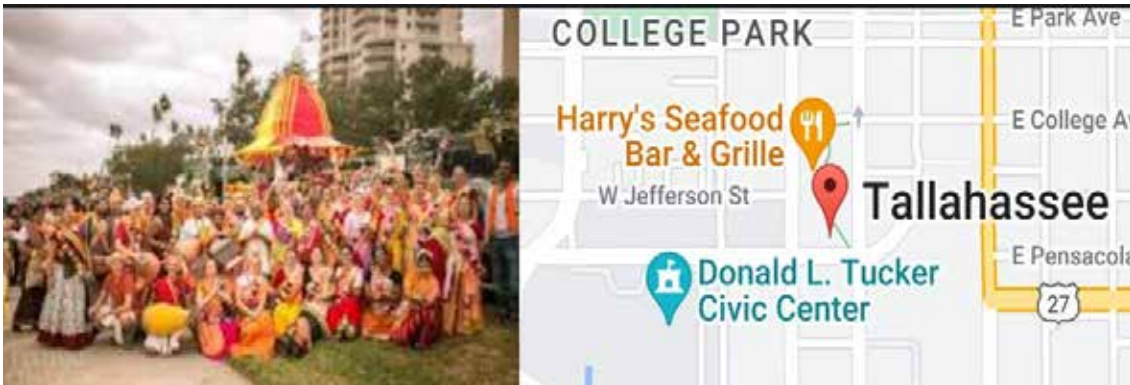 COLLEGE PARK
E Park Ave
Harry's Seafood
Bar & Grille
E College Av
W Jefferson St
Tallahassee
E Pensacola
Donald L. Tucker
Civic Center
27